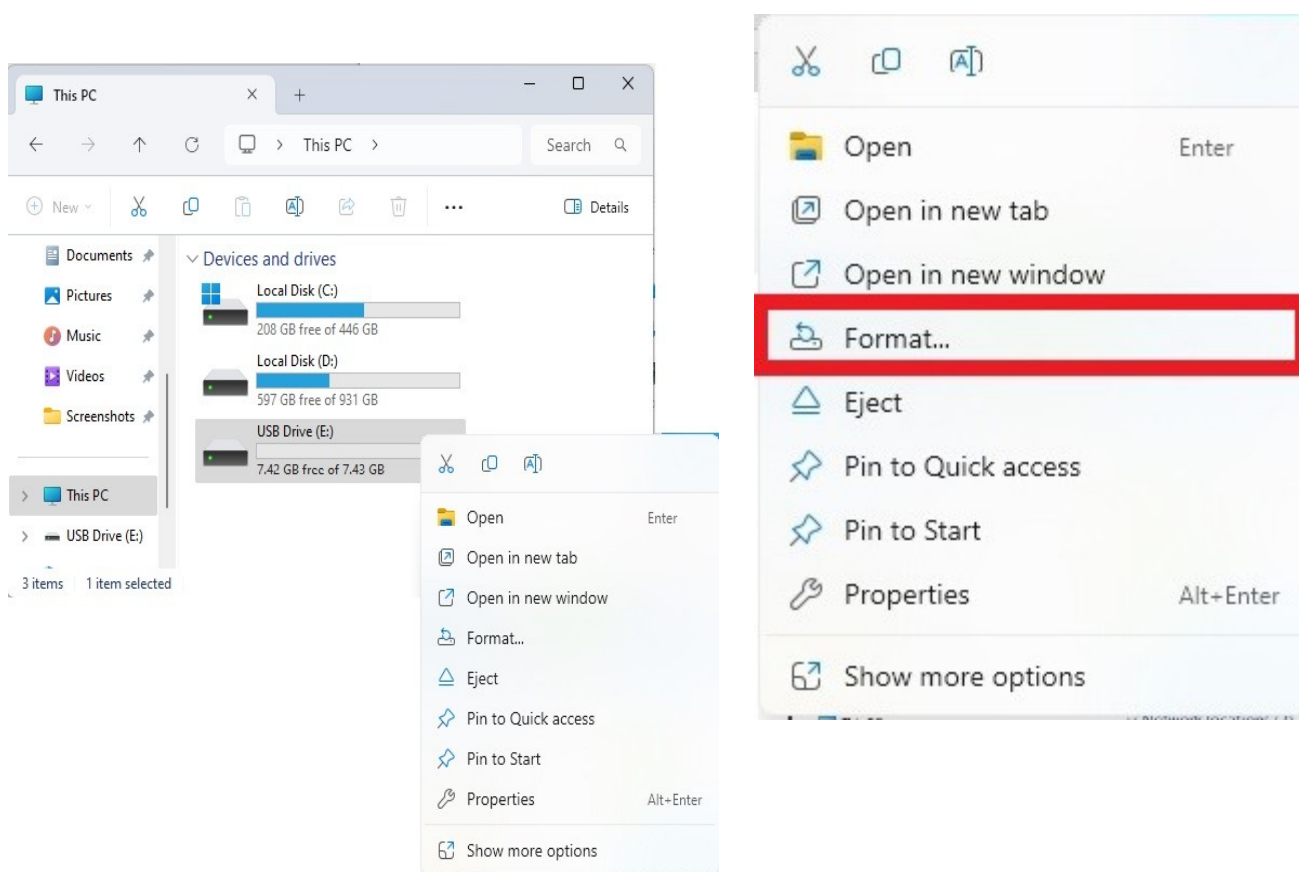 This PC
This PC
Search
New
Details
Documents
Pictures
Music
Videos
Screenshots
This PC
USB Drive (E:)
Devices and drives
Local Disk (C:)
208 GB free of 446 GB
Local Disk (D:)
597 GB free of 931 GB
USB Drive (E:)
7.42 GB free of 7.43 GB
3 items 1 item selected
Open Enter
Open in new tab
Open in new window
Format...
Eject
Pin to Quick access
Pin to Start
Properties Alt+Enter
Show more options
Open Enter
Open in new tab
Open in new window
Format...
Eject
Pin to Quick access
Pin to Start
Properties Alt+Enter
Show more options